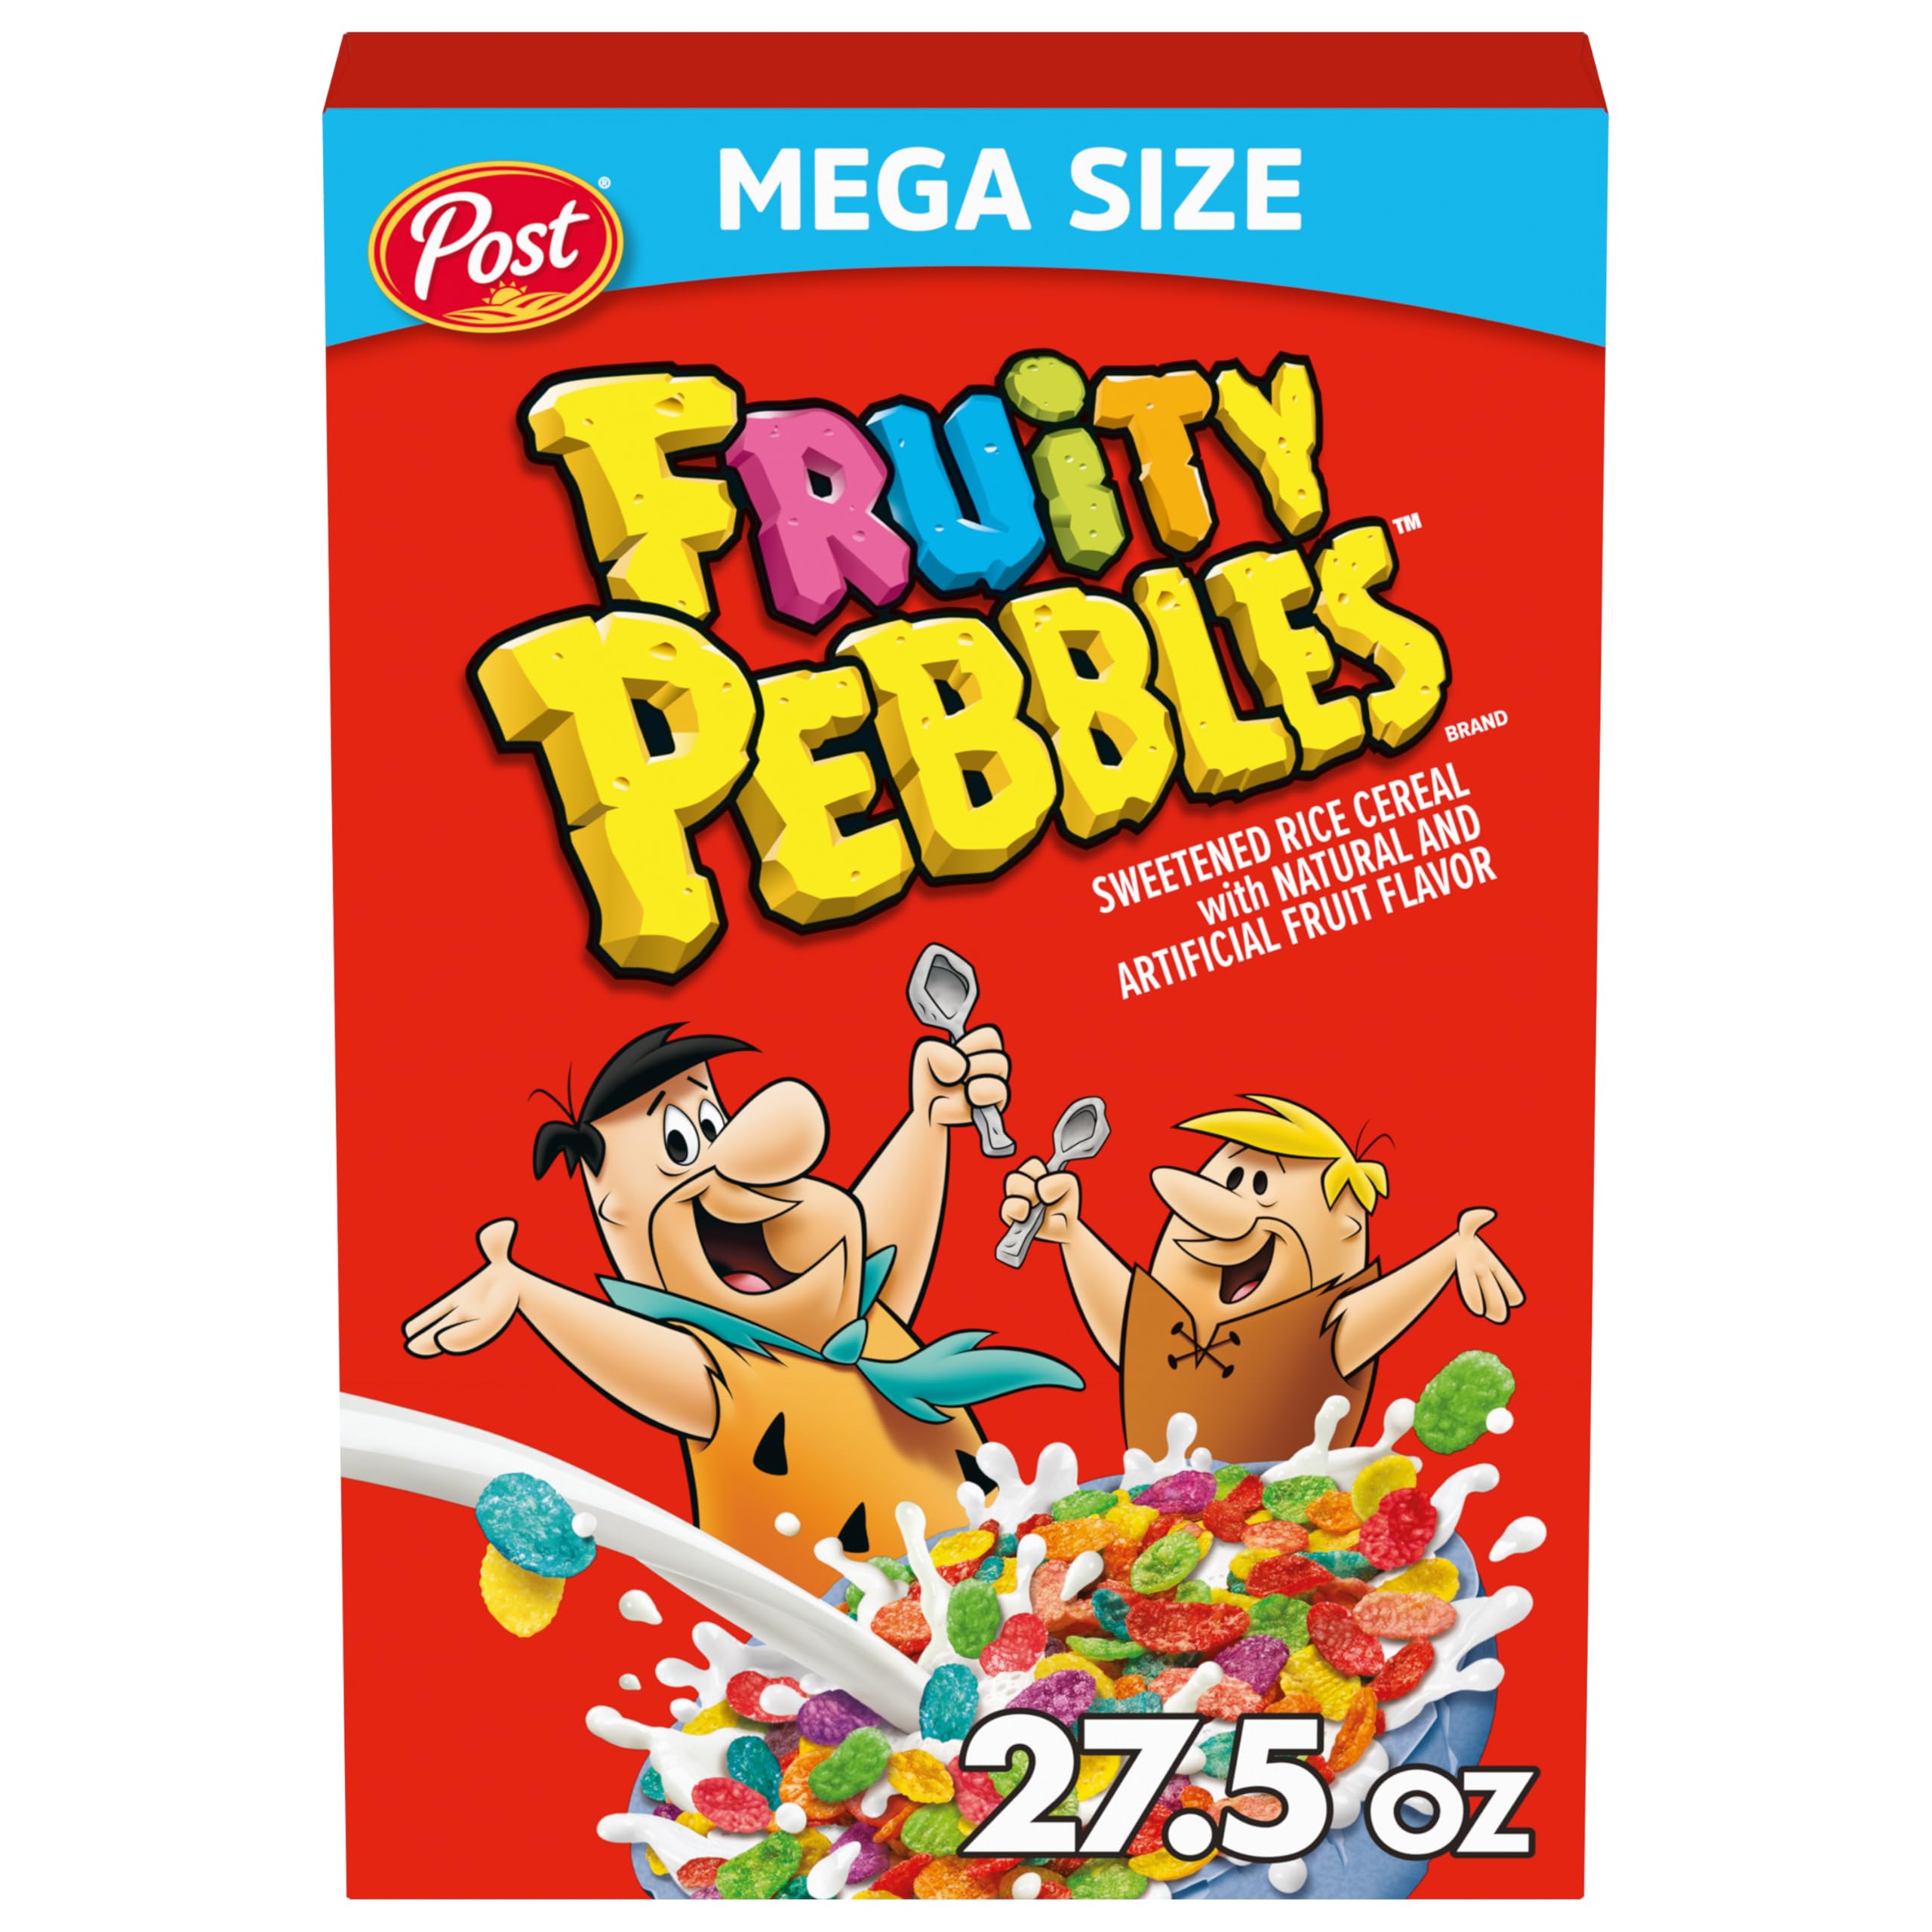 MEGA SIZE
Post®
FRUiTY
PEBBLES™
BRAND
SWEETENED RICE CEREAL
with NATURAL AND
ARTIFICIAL FRUIT FLAVOR
27.5 OZ